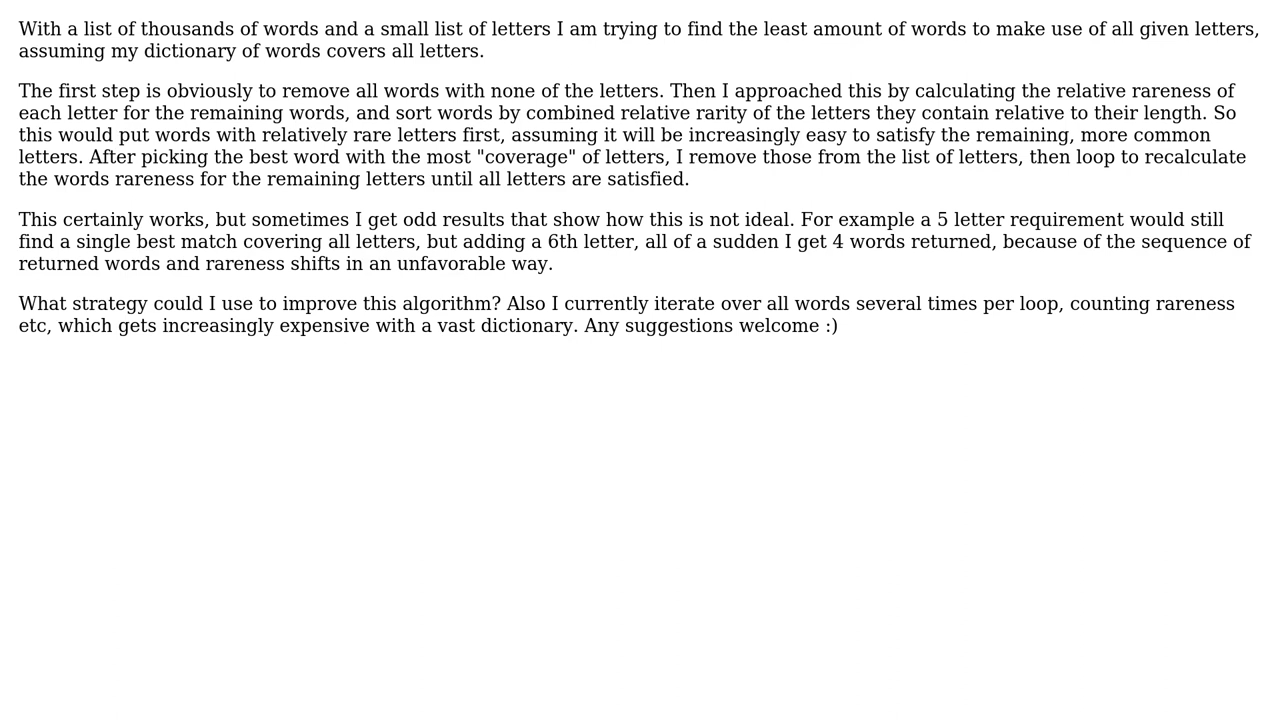 With a list of thousands of words and a small list of letters I am trying to find the least amount of words to make use of all given letters,
assuming my dictionary of words covers all letters.
The first step is obviously to remove all words with none of the letters. Then I approached this by calculating the relative rareness of
each letter for the remaining words, and sort words by combined relative rarity of the letters they contain relative to their length. So
this would put words with relatively rare letters first, assuming it will be increasingly easy to satisfy the remaining, more common
letters. After picking the best word with the most "coverage" of letters, I remove those from the list of letters, then loop to recalculate
the words rareness for the remaining letters until all letters are satisfied.
This certainly works, but sometimes I get odd results that show how this is not ideal. For example a 5 letter requirement would still
find a single best match covering all letters, but adding a 6th letter, all of a sudden I get 4 words returned, because of the sequence of
returned words and rareness shifts in an unfavorable way.
What strategy could I use to improve this algorithm? Also I currently iterate over all words several times per loop, counting rareness
etc, which gets increasingly expensive with a vast dictionary. Any suggestions welcome :)